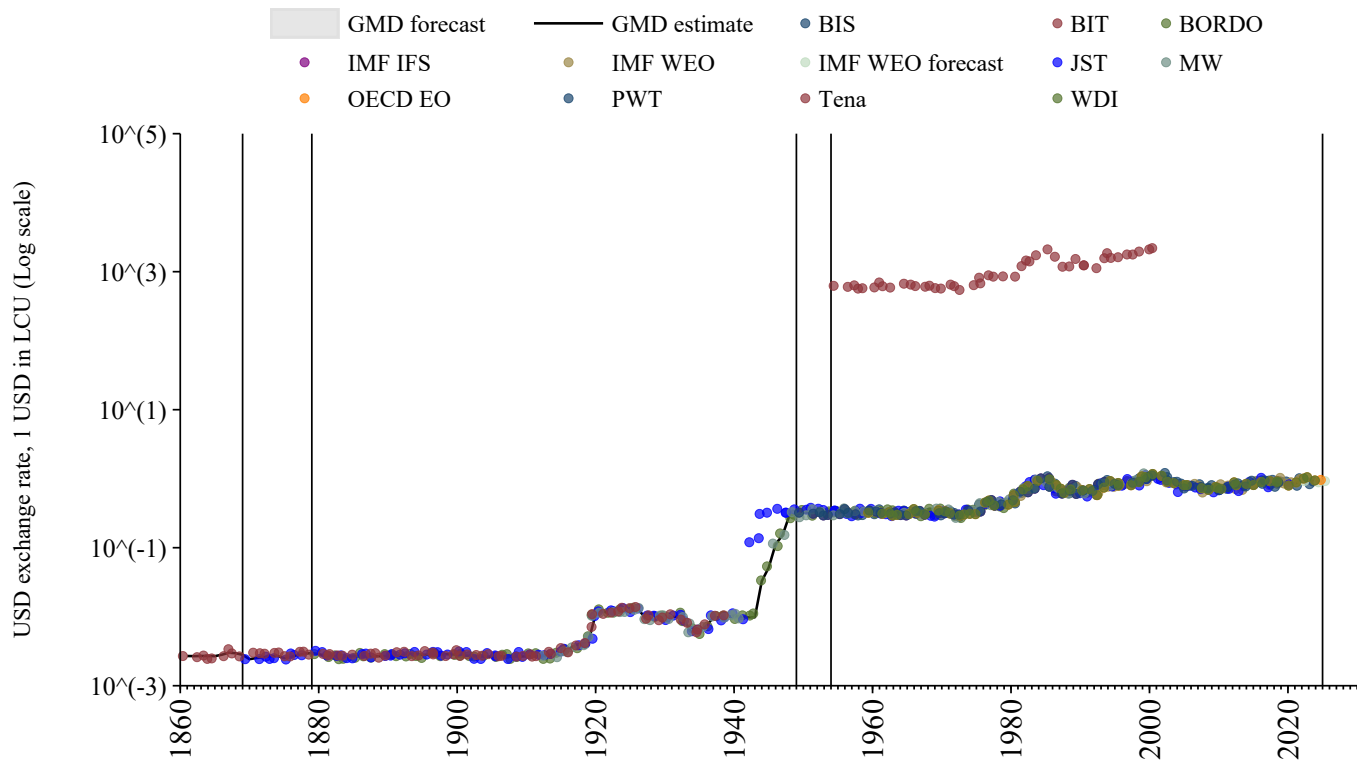 GMD forecast GMD estimate BIS BIT BORDO
IMF IFS IMF WEO IMF WEO forecast JST MW
OECD EO PWT Tena WDI
USD exchange rate, 1 USD in LCU (Log scale)
10^(5)
10^(3)
10^(1)
10^(-1)
10^(-3)
1860 1880 1900 1920 1940 1960 1980 2000 2020